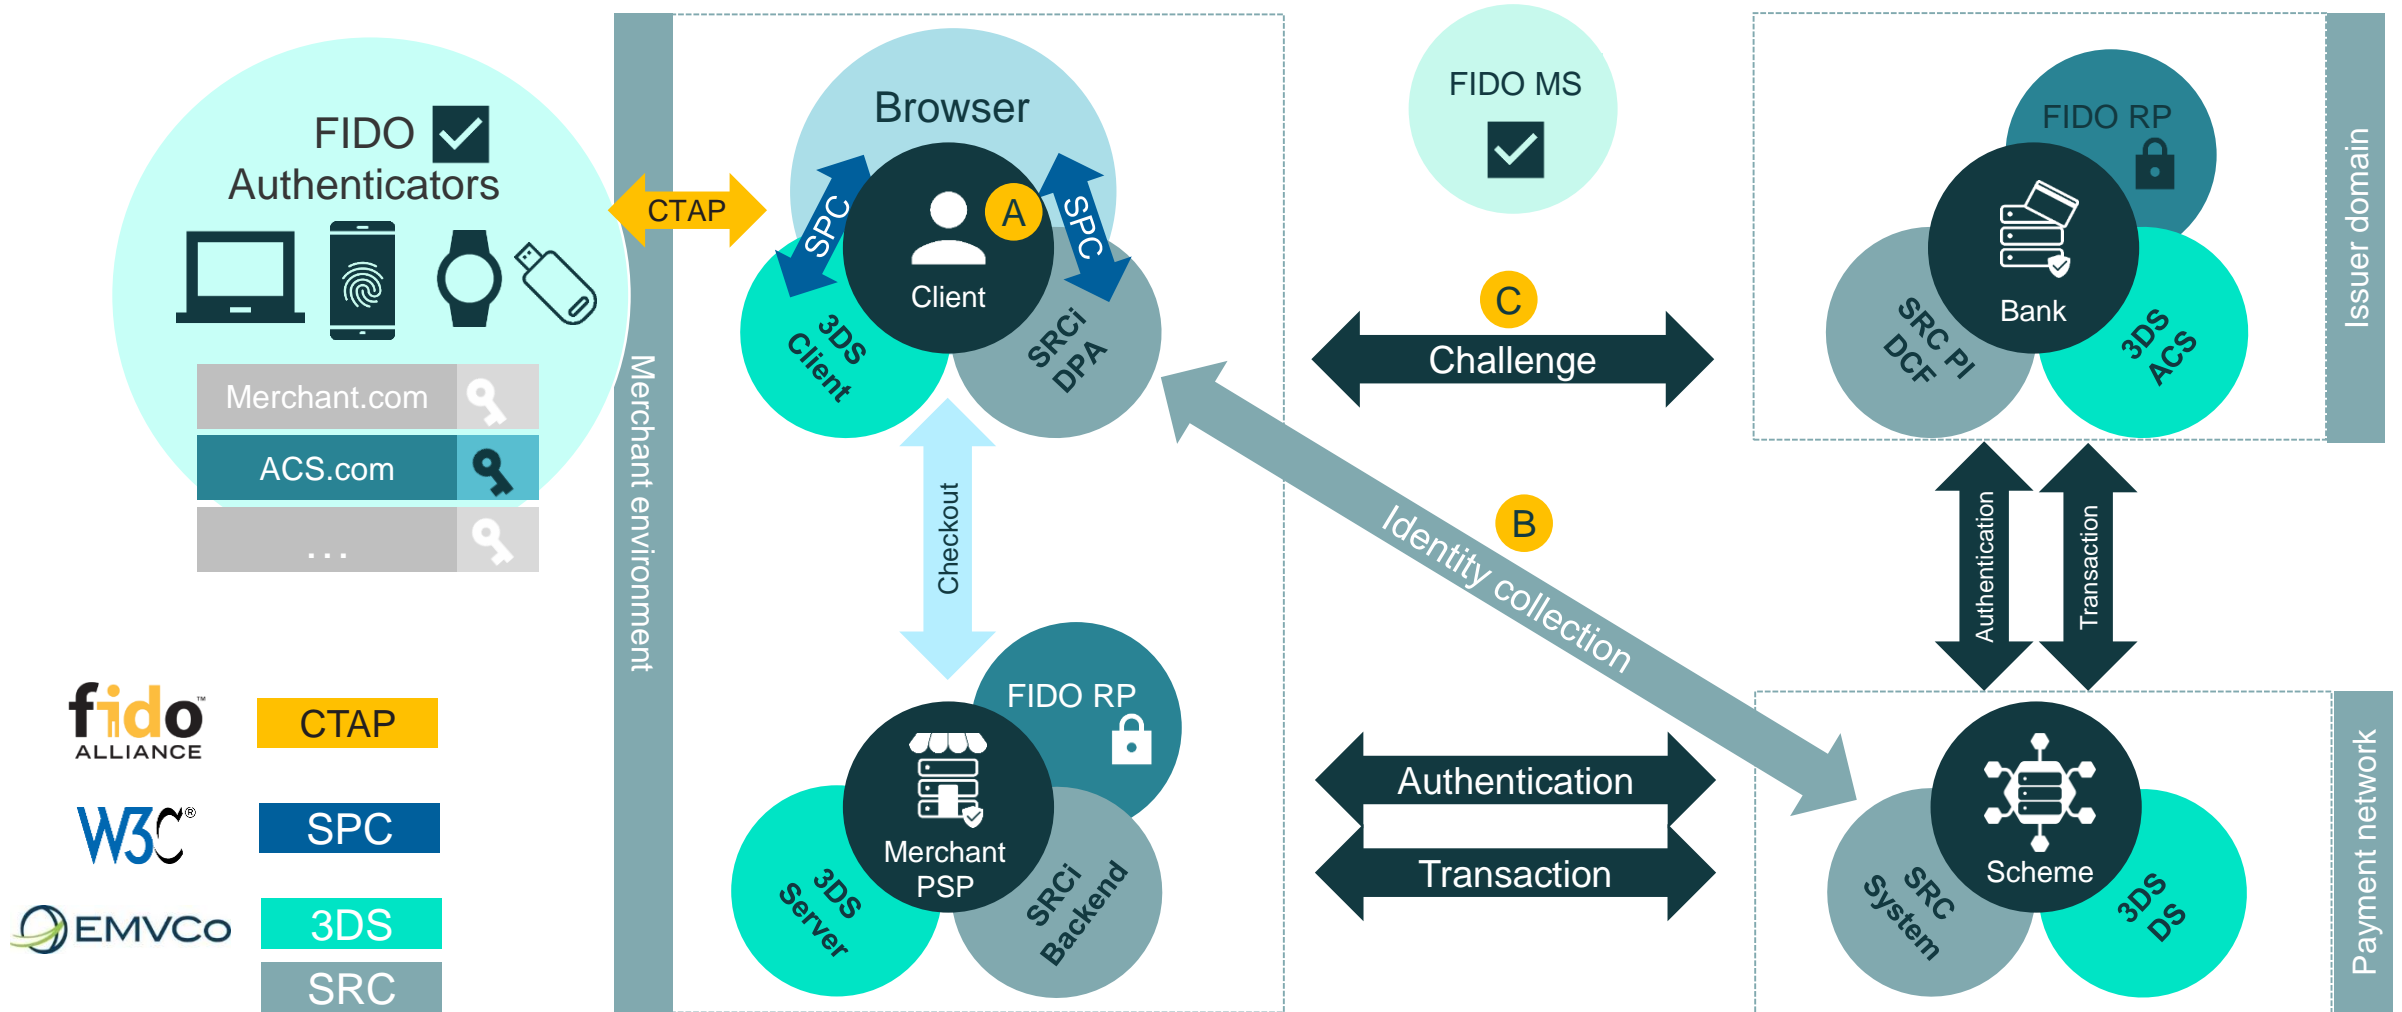 FIDO
Authenticators
Merchant.com
ACS.com
...
fido™
ALLIANCE
CTAP
W3C®
SPC
EMVCo
3DS
SRC
Merchant environment
CTAP
Browser
SPC
SPC
A
Client
3DS
Client
SRCi
DPA
Checkout
FIDO RP
Merchant
PSP
3DS
Server
SRCi
Backend
FIDO MS
C
Challenge
B
Identity collection
Authentication
Transaction
Issuer domain
FIDO RP
Bank
SRC PI
DCF
3DS
ACS
Authentication
Transaction
Payment network
Scheme
SRC
System
3DS
DS